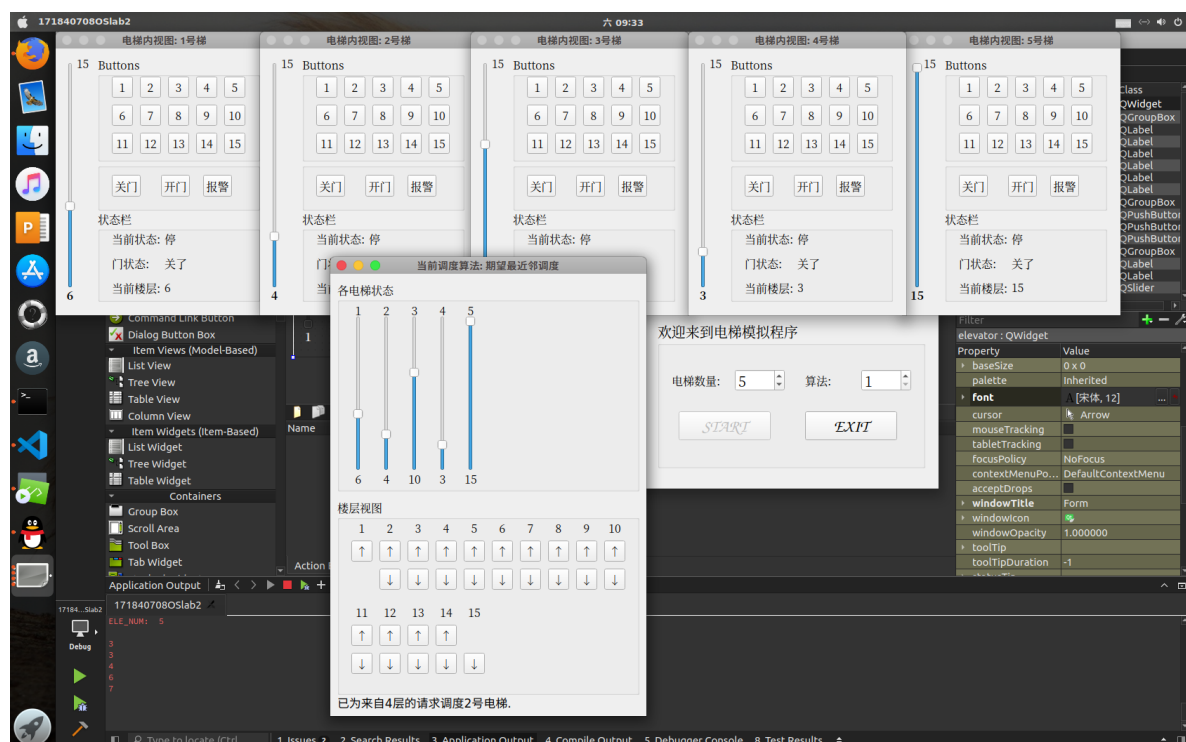 171840708OSlab2
六 09:33
电梯内视图: 1号梯
15 Buttons
1 2 3 4 5
6 7 8 9 10
11 12 13 14 15
关门 开门 报警
状态栏
当前状态: 停
门状态: 关了
当前楼层: 6
6
电梯内视图: 2号梯
15 Buttons
1 2 3 4 5
6 7 8 9 10
11 12 13 14 15
关门 开门 报警
状态栏
当前状态: 停
4
电梯内视图: 3号梯
15 Buttons
1 2 3 4 5
6 7 8 9 10
11 12 13 14 15
关门 开门 报警
状态栏
当前状态: 停
电梯内视图: 4号梯
15 Buttons
1 2 3 4 5
6 7 8 9 10
11 12 13 14 15
关门 开门 报警
状态栏
当前状态: 停
门状态: 关了
当前楼层: 3
3
电梯内视图: 5号梯
15 Buttons
1 2 3 4 5
6 7 8 9 10
11 12 13 14 15
关门 开门 报警
状态栏
当前状态: 停
门状态: 关了
当前楼层: 15
15
Class
QWidget
QGroupBox
QLabel
QLabel
QLabel
QLabel
QLabel
QGroupBox
QPushButton
QPushButton
QPushButton
QGroupBox
QLabel
QLabel
QSlider
当前调度算法: 期望最近邻调度
各电梯状态
1 2 3 4 5
6 4 10 3 15
楼层视图
1 2 3 4 5 6 7 8 9 10
↑ ↑ ↑ ↑ ↑ ↑ ↑ ↑ ↑ ↑
↓ ↓ ↓ ↓ ↓ ↓ ↓ ↓ ↓
11 12 13 14 15
↑ ↑ ↑ ↑
↓ ↓ ↓ ↓ ↓
已为来自4层的请求调度2号电梯.
欢迎来到电梯模拟程序
电梯数量: 5 算法: 1
START EXIT
Command Link Button
Dialog Button Box
Item Views (Model-Based)
List View
Tree View
Table View
Column View
Item Widgets (Item-Based)
List Widget
Tree Widget
Table Widget
Containers
Group Box
Scroll Area
Tool Box
Tab Widget
1
Name
Action
Filter
elevator : QWidget
Property Value
baseSize 0 x 0
palette Inherited
font A [宋体, 12] ...
cursor Arrow
mouseTracking
tabletTracking
focusPolicy NoFocus
contextMenuPo... DefaultContextMenu
acceptDrops
windowTitle Form
windowIcon
windowOpacity 1.000000
toolTip
toolTipDuration -1
Application Output
171840708OSlab2
ELE_NUM: 5
3
3
4
6
7
17184...Slab2
Debug
Type to locate (Ctrl
1 Issues 2 2 Search Results 3 Application Output 4 Compile Output 5 Debugger Console 8 Test Results